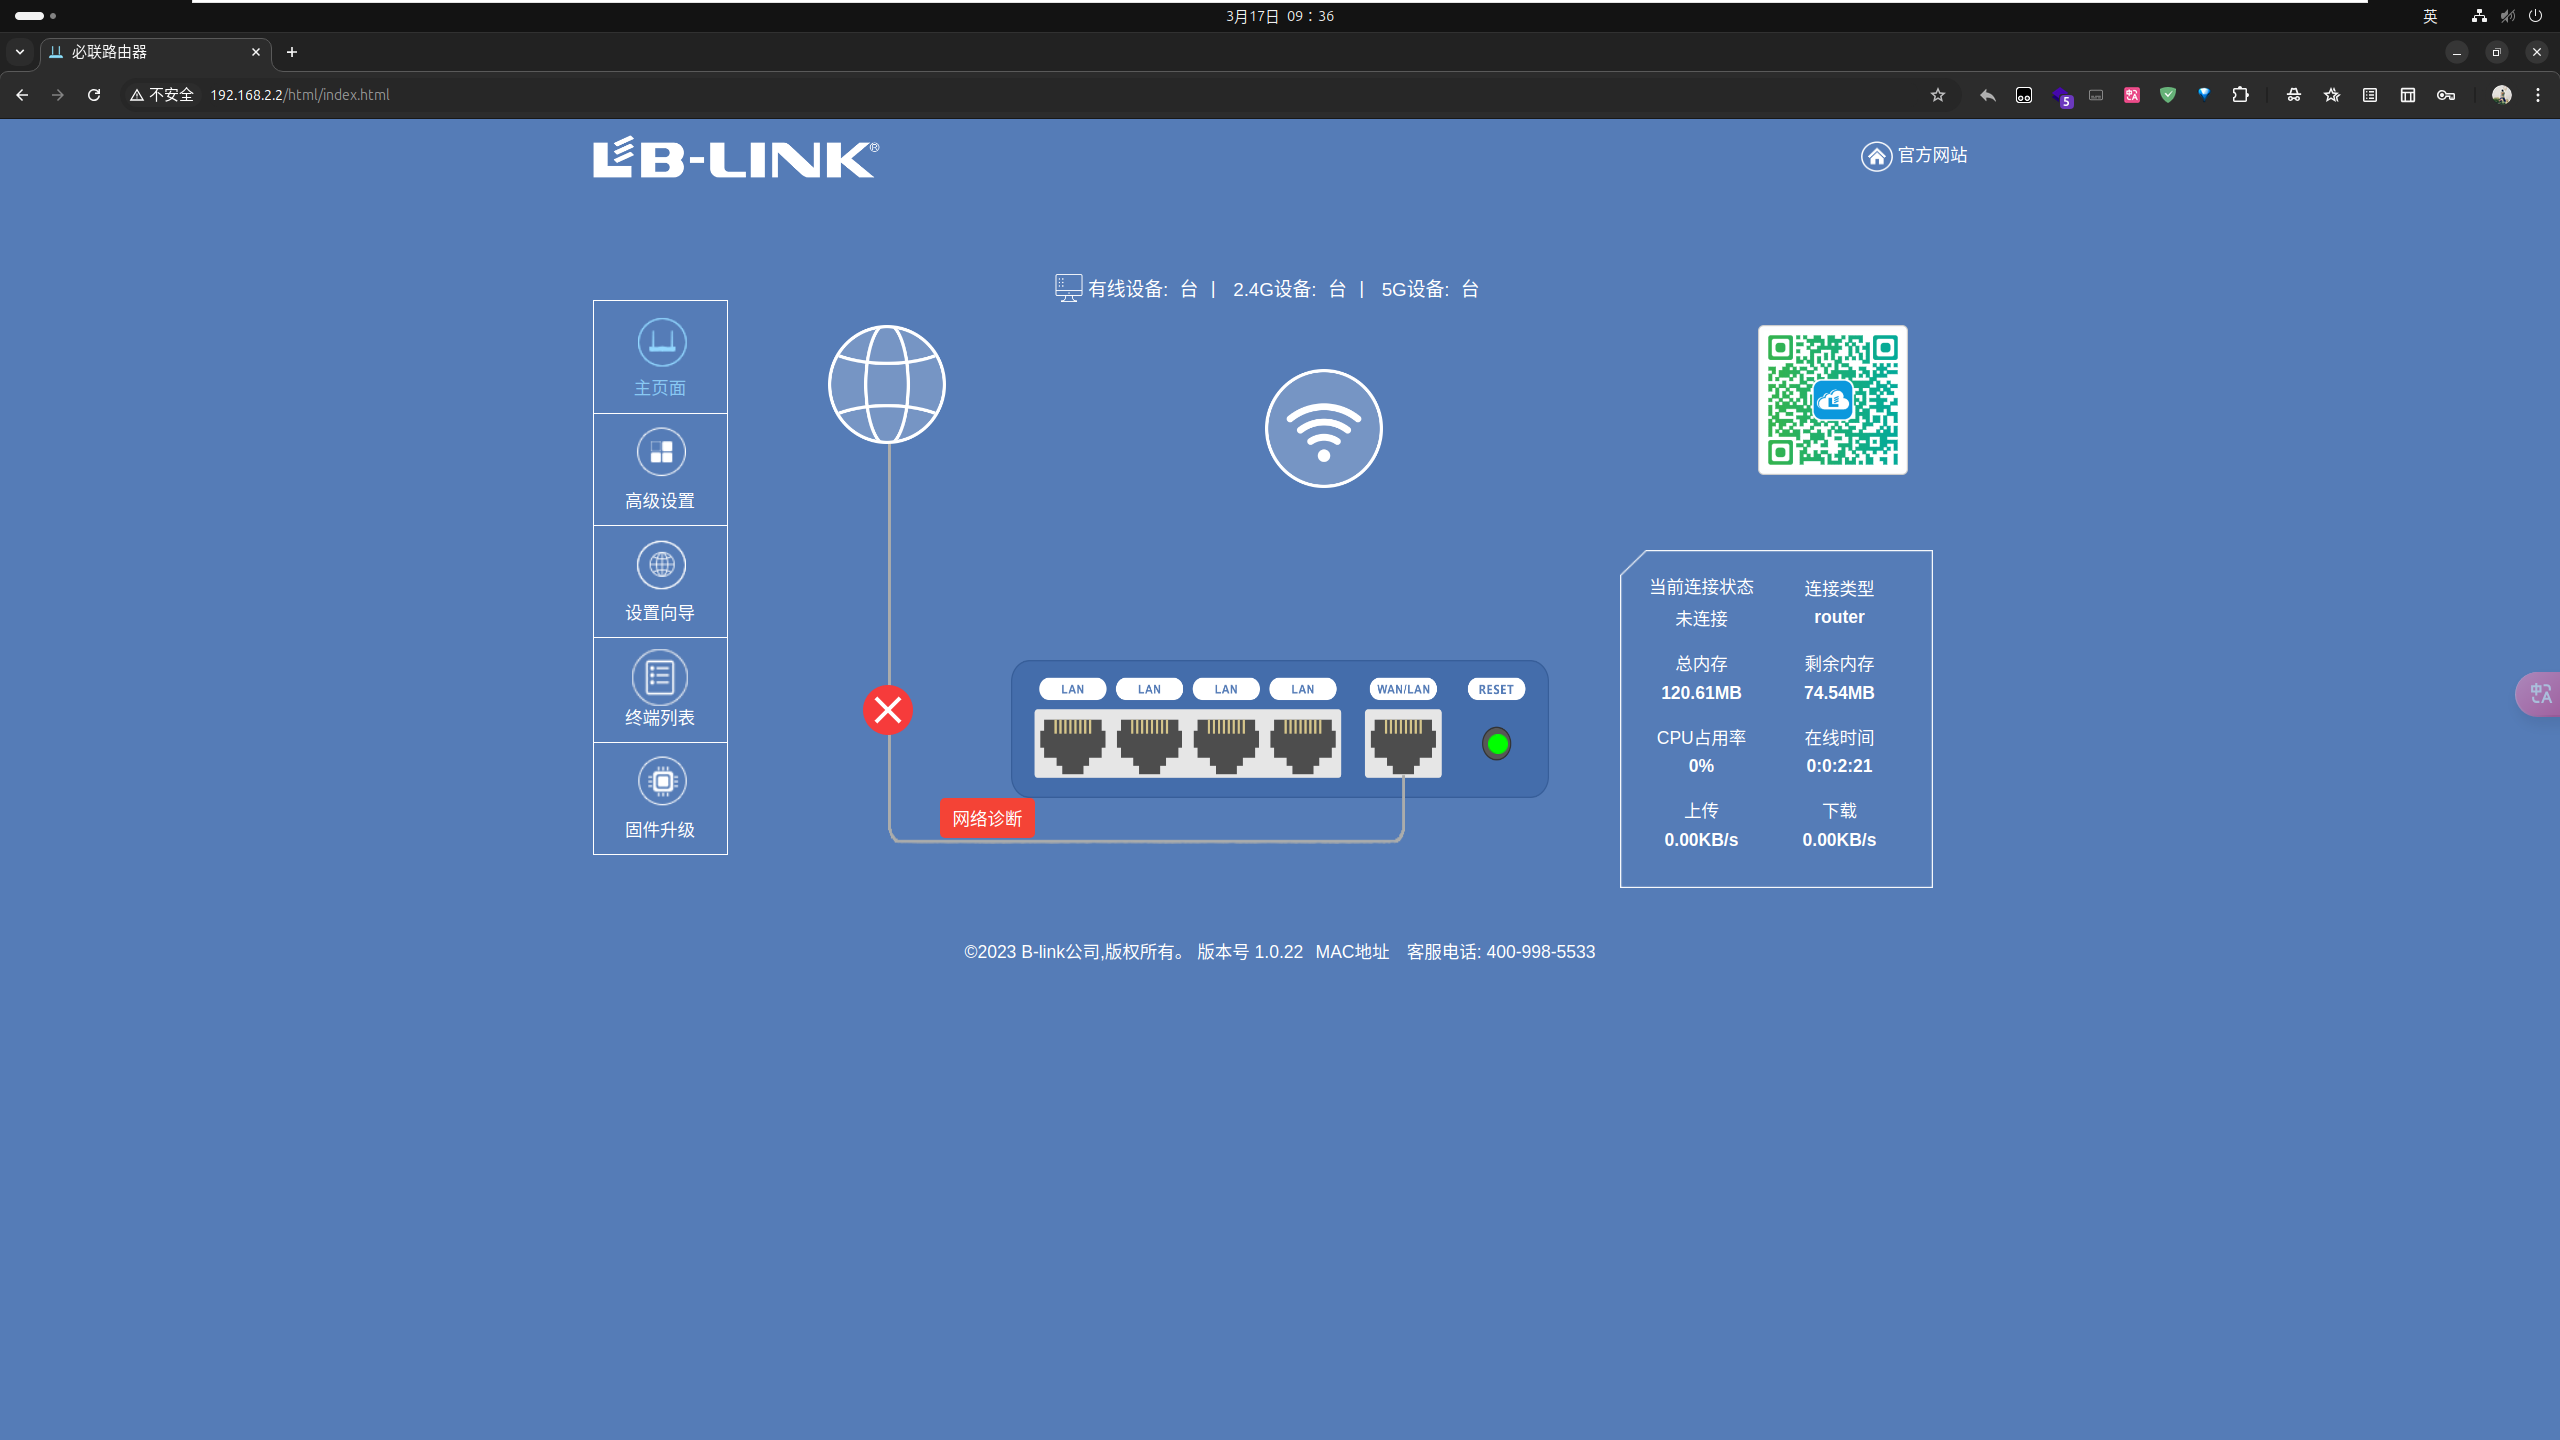 3月17日 09：36
英
必联路由器
不安全
192.168.2.2/html/index.html
5
LB-LINK®
官方网站
有线设备: 台 | 2.4G设备: 台 | 5G设备: 台
主页面
高级设置
设置向导
终端列表
固件升级
LAN LAN LAN LAN WAN/LAN RESET
网络诊断
当前连接状态 连接类型
未连接 router
总内存 剩余内存
120.61MB 74.54MB
CPU占用率 在线时间
0% 0:0:2:21
上传 下载
0.00KB/s 0.00KB/s
中A
©2023 B-link公司,版权所有。 版本号 1.0.22 MAC地址 客服电话: 400-998-5533